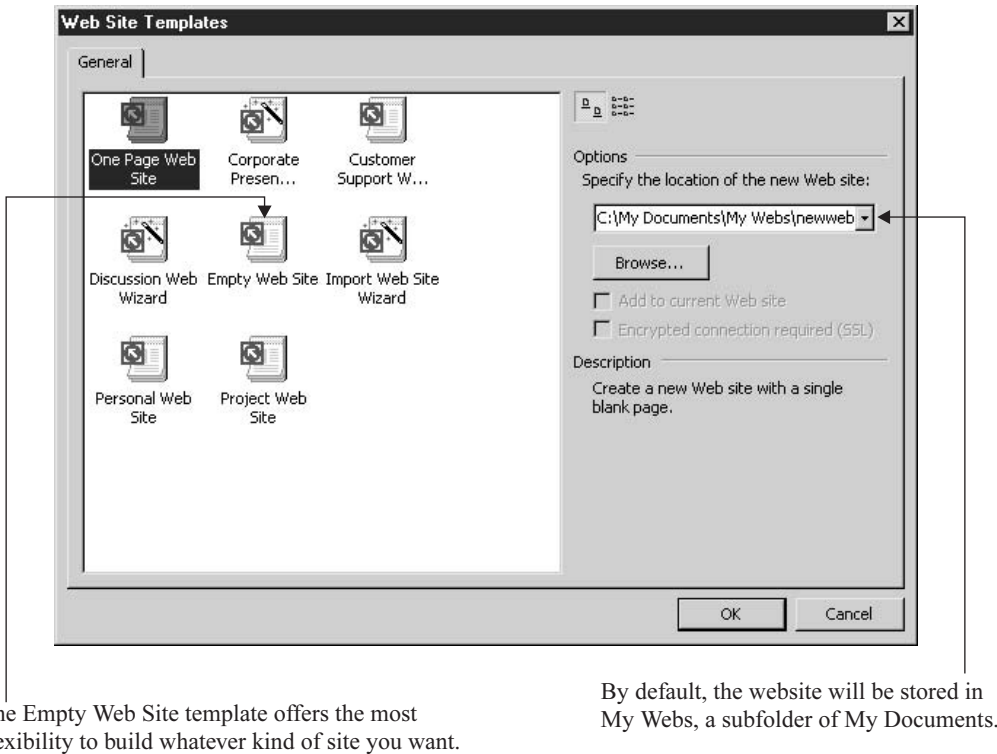 Web Site Templates
General
One Page Web
Site
Corporate
Presen...
Customer
Support W...
Discussion Web
Wizard
Empty Web Site
Import Web Site
Wizard
Personal Web
Site
Project Web
Site
Options
Specify the location of the new Web site:
C:\My Documents\My Webs\newweb
Browse...
Add to current Web site
Encrypted connection required (SSL)
Description
Create a new Web site with a single
blank page.
OK
Cancel
he Empty Web Site template offers the most
exibility to build whatever kind of site you want.
By default, the website will be stored in
My Webs, a subfolder of My Documents.